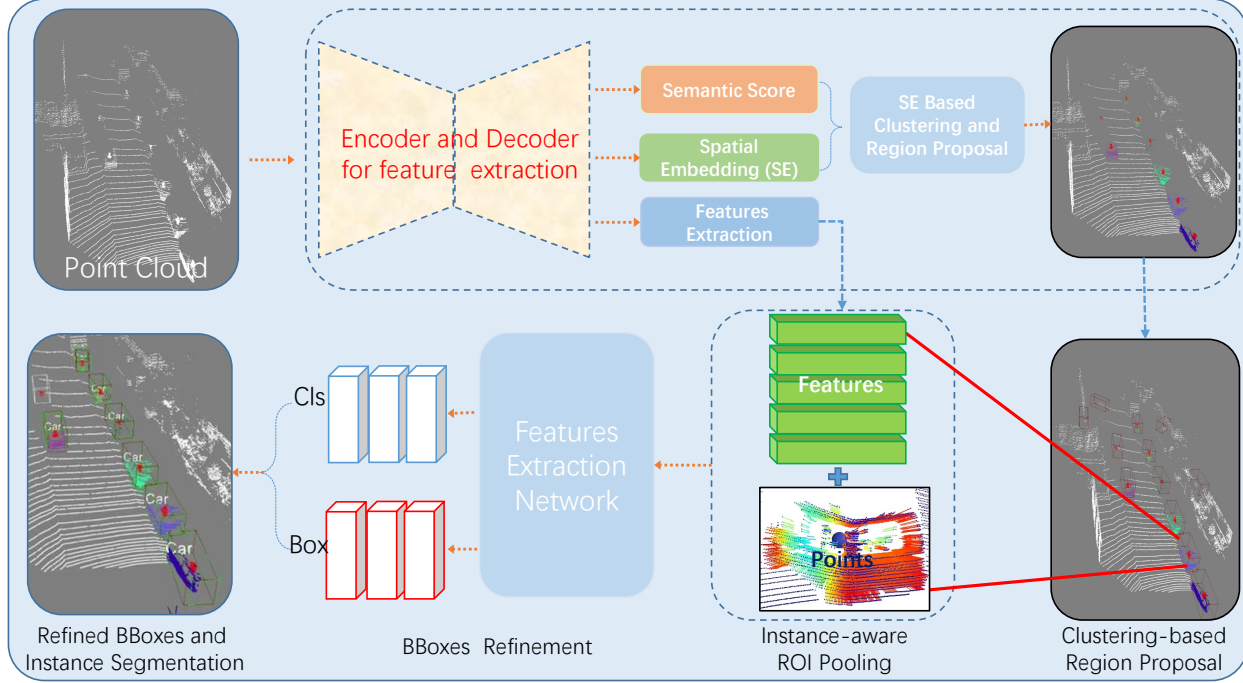 Point Cloud
Encoder and Decoder
for feature extraction
Semantic Score
Spatial
Embedding (SE)
Features
Extraction
SE Based
Clustering and
Region Proposal
Car
Car
Car
Car
Car
Car
Refined BBoxes and
Instance Segmentation
Cls
Box
BBoxes Refinement
Features
Extraction
Network
Features
+
Points
Instance-aware
ROI Pooling
Clustering-based
Region Proposal